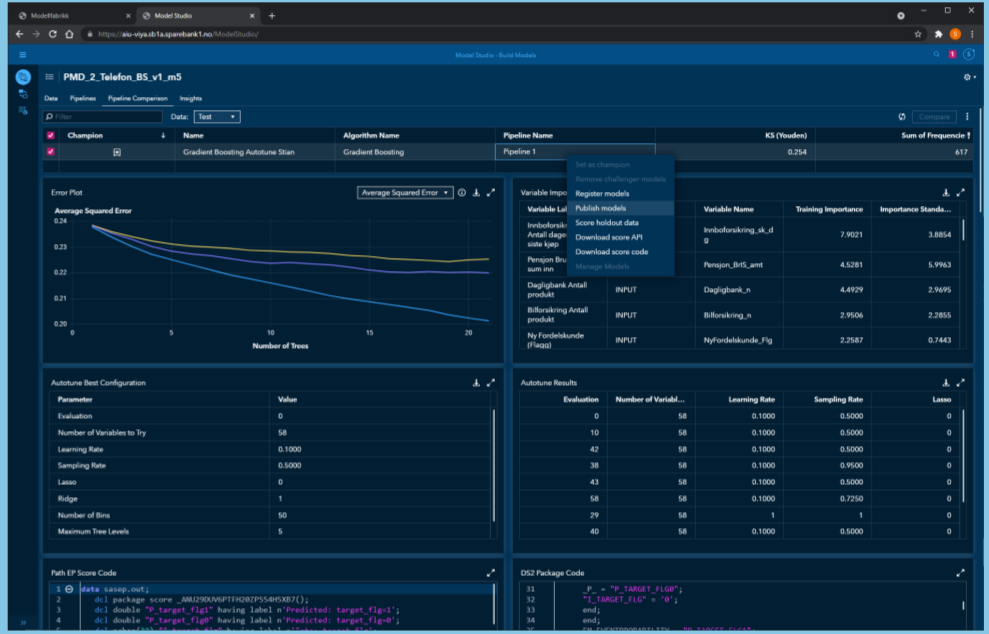 Modellfabrikk
Model Studio
https://aiu-viya.sb1a.sparebank1.no/ModelStudio/
Model Studio - Build Models
1
S
PMD_2_Telefon_BS_v1_m5
Data Pipelines Pipeline Comparison Insights
Filter Data: Test Compare
Champion Name Algorithm Name Pipeline Name KS (Youden) Sum of Frequencie
Gradient Boosting Autotune Stian Gradient Boosting Pipeline 1 0.254 617
Set as champion
Remove challenger models
Register models
Publish models
Score holdout data
Download score API
Download score code
Manage Models
Error Plot Average Squared Error
Average Squared Error
0.24
0.23
0.22
0.21
0.20
0 5 10 15 20
Number of Trees
Variable Impo
Variable Lal Variable Name Training Importance Importance Standa...
Innboforsik
Antall dage
siste kjøp
Innboforsikring_sk_d
g
7.9021 3.8854
Pensjon Bru
sum inn
Pensjon_BrIS_amt 4.5281 5.9963
Dagligbank Antall
produkt
INPUT Dagligbank_n 4.4929 2.9695
Bilforsikring Antall
produkt
INPUT Bilforsikring_n 2.9506 2.2855
Ny Fordelskunde
(Flagg)
INPUT NyFordelskunde_Flg 2.2587 0.7443
Autotune Best Configuration
Parameter Value
Evaluation 0
Number of Variables to Try 58
Learning Rate 0.1000
Sampling Rate 0.5000
Lasso 0
Ridge 1
Number of Bins 50
Maximum Tree Levels 5
Autotune Results
Evaluation Number of Variabl... Learning Rate Sampling Rate Lasso
0 58 0.1000 0.5000 0
10 58 0.1000 0.5000 0
42 58 0.1000 0.5000 0
38 58 0.1000 0.9500 0
43 58 0.1000 0.5000 0
58 58 0.1000 0.7250 0
29 58 1 1 0
40 58 0.1000 0.5000 0
Path EP Score Code
1 data sasep.out;
2 dcl package score
3 dcl double "P_target_flg1" having label n'Predicted: target_flg=1';
4 dcl double "P_target_flg0" having label n'Predicted: target_flg=0';
DS2 Package Code
31 _P_ = "P_TARGET_FLG0";
32 "I_TARGET_FLG" = '0';
33 end;
34 end;